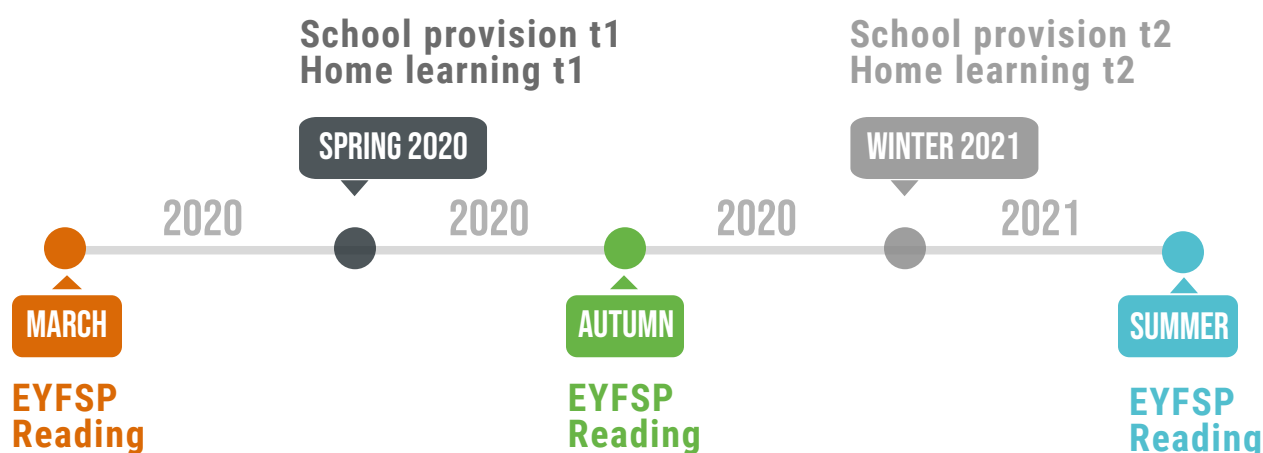 School provision t1
Home learning t1
School provision t2
Home learning t2
SPRING 2020
WINTER 2021
2020
2020
2020
2021
MARCH
AUTUMN
SUMMER
EYFSP
Reading
EYFSP
Reading
EYFSP
Reading